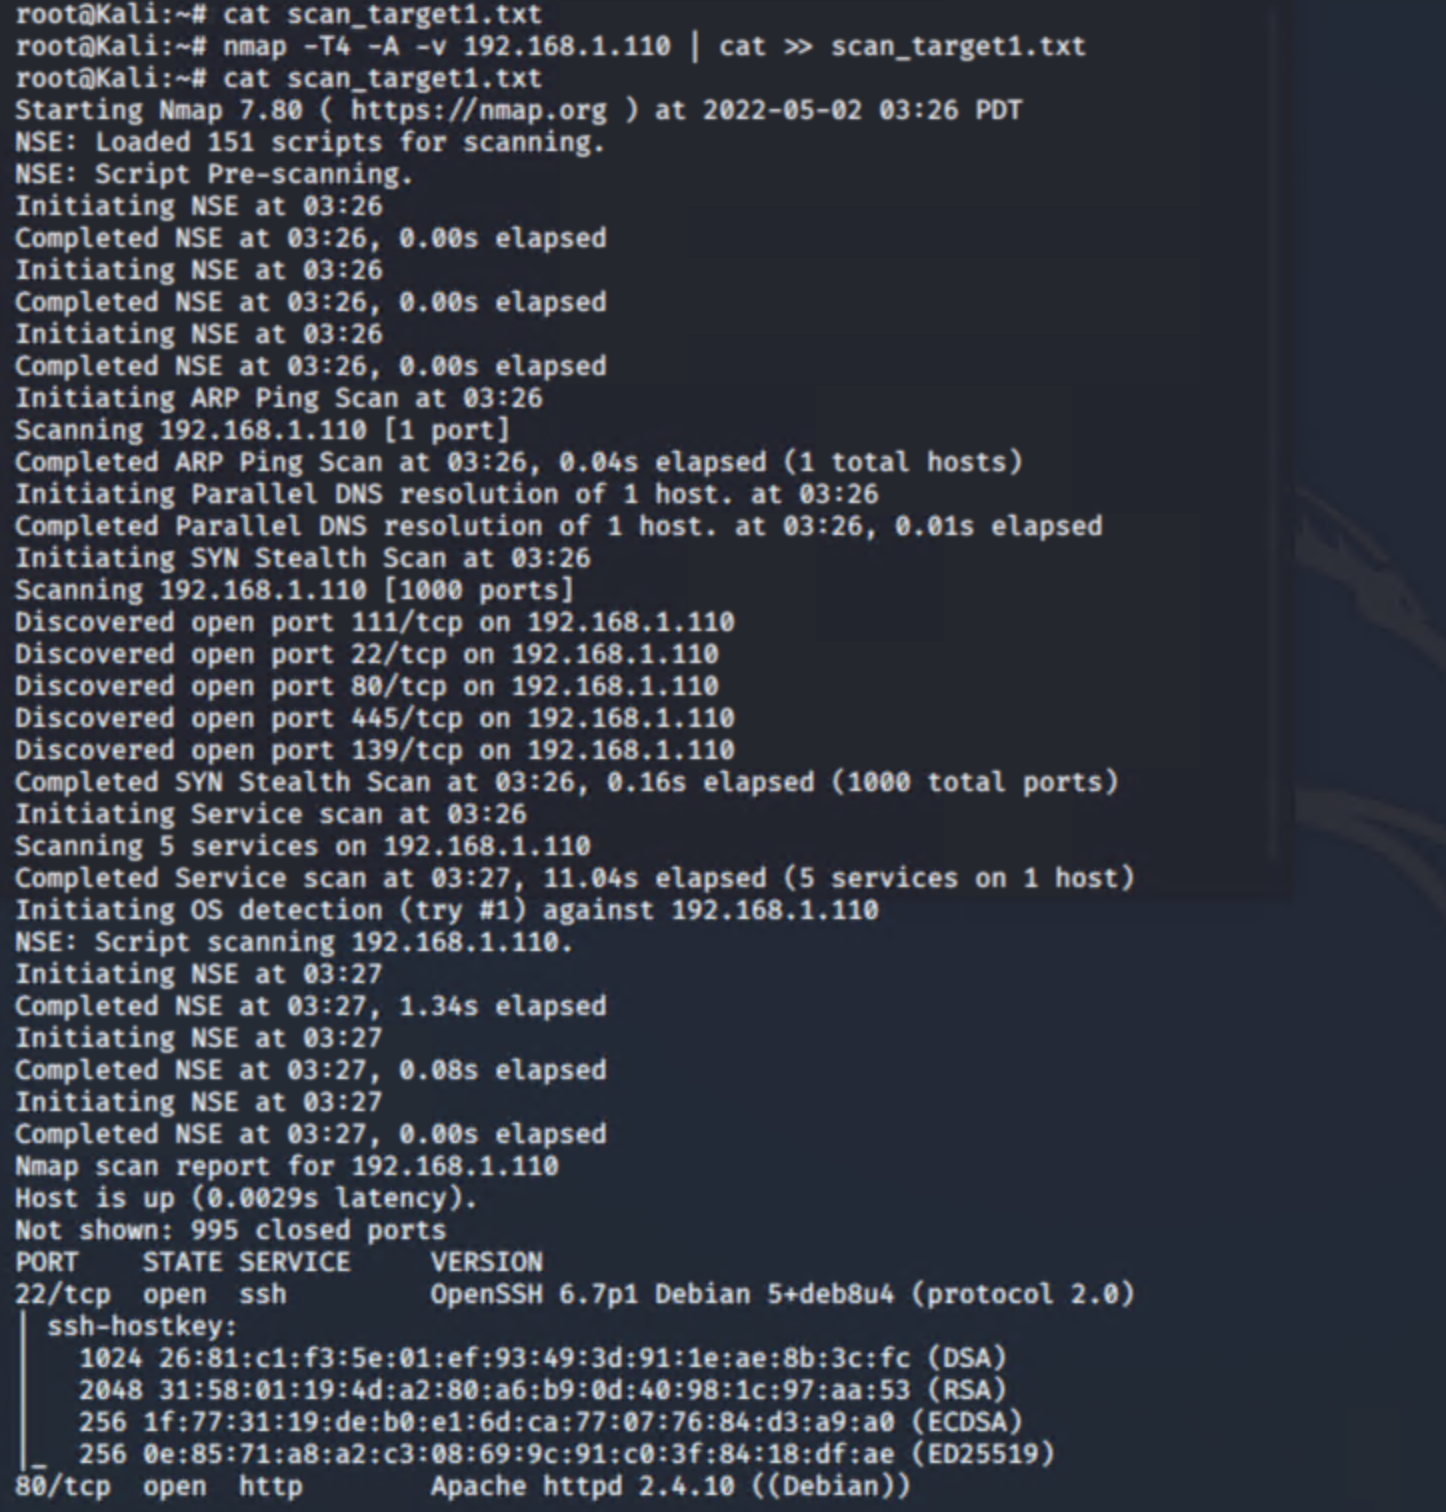 root@Kali:~# cat scan_target1.txt
root@Kali:~# nmap -T4 -A -v 192.168.1.110 | cat >> scan_target1.txt
root@Kali:~# cat scan_target1.txt
Starting Nmap 7.80 ( https://nmap.org ) at 2022-05-02 03:26 PDT
NSE: Loaded 151 scripts for scanning.
NSE: Script Pre-scanning.
Initiating NSE at 03:26
Completed NSE at 03:26, 0.00s elapsed
Initiating NSE at 03:26
Completed NSE at 03:26, 0.00s elapsed
Initiating NSE at 03:26
Completed NSE at 03:26, 0.00s elapsed
Initiating ARP Ping Scan at 03:26
Scanning 192.168.1.110 [1 port]
Completed ARP Ping Scan at 03:26, 0.04s elapsed (1 total hosts)
Initiating Parallel DNS resolution of 1 host. at 03:26
Completed Parallel DNS resolution of 1 host. at 03:26, 0.01s elapsed
Initiating SYN Stealth Scan at 03:26
Scanning 192.168.1.110 [1000 ports]
Discovered open port 111/tcp on 192.168.1.110
Discovered open port 22/tcp on 192.168.1.110
Discovered open port 80/tcp on 192.168.1.110
Discovered open port 445/tcp on 192.168.1.110
Discovered open port 139/tcp on 192.168.1.110
Completed SYN Stealth Scan at 03:26, 0.16s elapsed (1000 total ports)
Initiating Service scan at 03:26
Scanning 5 services on 192.168.1.110
Completed Service scan at 03:27, 11.04s elapsed (5 services on 1 host)
Initiating OS detection (try #1) against 192.168.1.110
NSE: Script scanning 192.168.1.110.
Initiating NSE at 03:27
Completed NSE at 03:27, 1.34s elapsed
Initiating NSE at 03:27
Completed NSE at 03:27, 0.08s elapsed
Initiating NSE at 03:27
Completed NSE at 03:27, 0.00s elapsed
Nmap scan report for 192.168.1.110
Host is up (0.0029s latency).
Not shown: 995 closed ports
PORT    STATE SERVICE     VERSION
22/tcp  open  ssh         OpenSSH 6.7p1 Debian 5+deb8u4 (protocol 2.0)
| ssh-hostkey:
|   1024 26:81:c1:f3:5e:01:ef:93:49:3d:91:1e:ae:8b:3c:fc (DSA)
|   2048 31:58:01:19:4d:a2:80:a6:b9:0d:40:98:1c:97:aa:53 (RSA)
|   256 1f:77:31:19:de:b0:e1:6d:ca:77:07:76:84:d3:a9:a0 (ECDSA)
|_  256 0e:85:71:a8:a2:c3:08:69:9c:91:c0:3f:84:18:df:ae (ED25519)
80/tcp  open  http        Apache httpd 2.4.10 ((Debian))